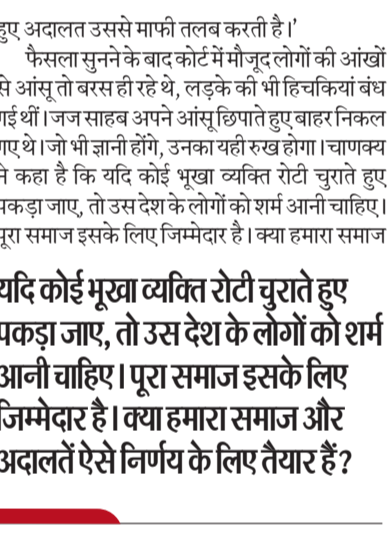 हुए अदालत उससे माफी तलब करती है।’
फैसला सुनने के बाद कोर्ट में मौजूद लोगों की आंखों
से आंसू तो बरस ही रहे थे, लड़के की भी हिचकियां बंध
गई थीं। जज साहब अपने आंसू छिपाते हुए बाहर निकल
गए थे। जो भी ज्ञानी होंगे, उनका यही रुख होगा। चाणक्य
ने कहा है कि यदि कोई भूखा व्यक्ति रोटी चुराते हुए
पकड़ा जाए, तो उस देश के लोगों को शर्म आनी चाहिए।
पूरा समाज इसके लिए जिम्मेदार है। क्या हमारा समाज
यदि कोई भूखा व्यक्ति रोटी चुराते हुए
पकड़ा जाए, तो उस देश के लोगों को शर्म
आनी चाहिए। पूरा समाज इसके लिए
जिम्मेदार है। क्या हमारा समाज और
अदालतें ऐसे निर्णय के लिए तैयार हैं?